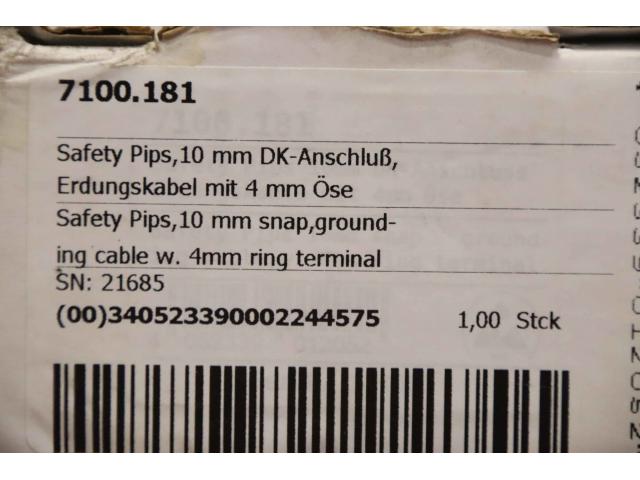 7100.181
Safety Pips,10 mm DK-Anschluß,
Erdungskabel mit 4 mm Öse
Safety Pips,10 mm snap,ground-
ing cable w. 4mm ring terminal
SN: 21685
(00)340523390002244575 1,00 Stck